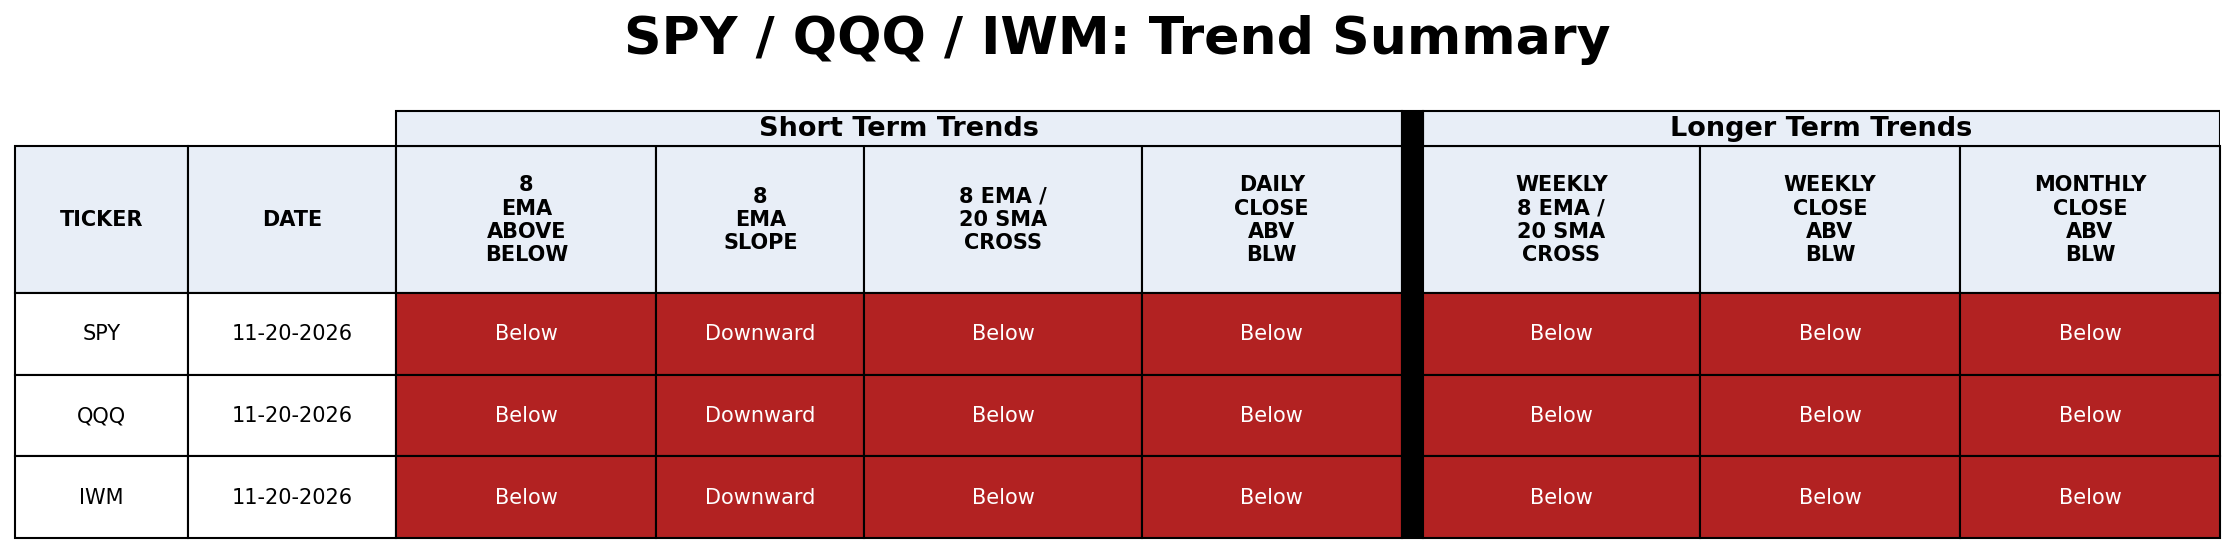 SPY / QQQ / IWM: Trend Summary
Short Term Trends
Longer Term Trends
TICKER
DATE
8
EMA
ABOVE
BELOW
8
EMA
SLOPE
8 EMA /
20 SMA
CROSS
DAILY
CLOSE
ABV
BLW
WEEKLY
8 EMA /
20 SMA
CROSS
WEEKLY
CLOSE
ABV
BLW
MONTHLY
CLOSE
ABV
BLW
SPY 11-20-2026 Below Downward Below Below Below Below Below
QQQ 11-20-2026 Below Downward Below Below Below Below Below
IWM 11-20-2026 Below Downward Below Below Below Below Below